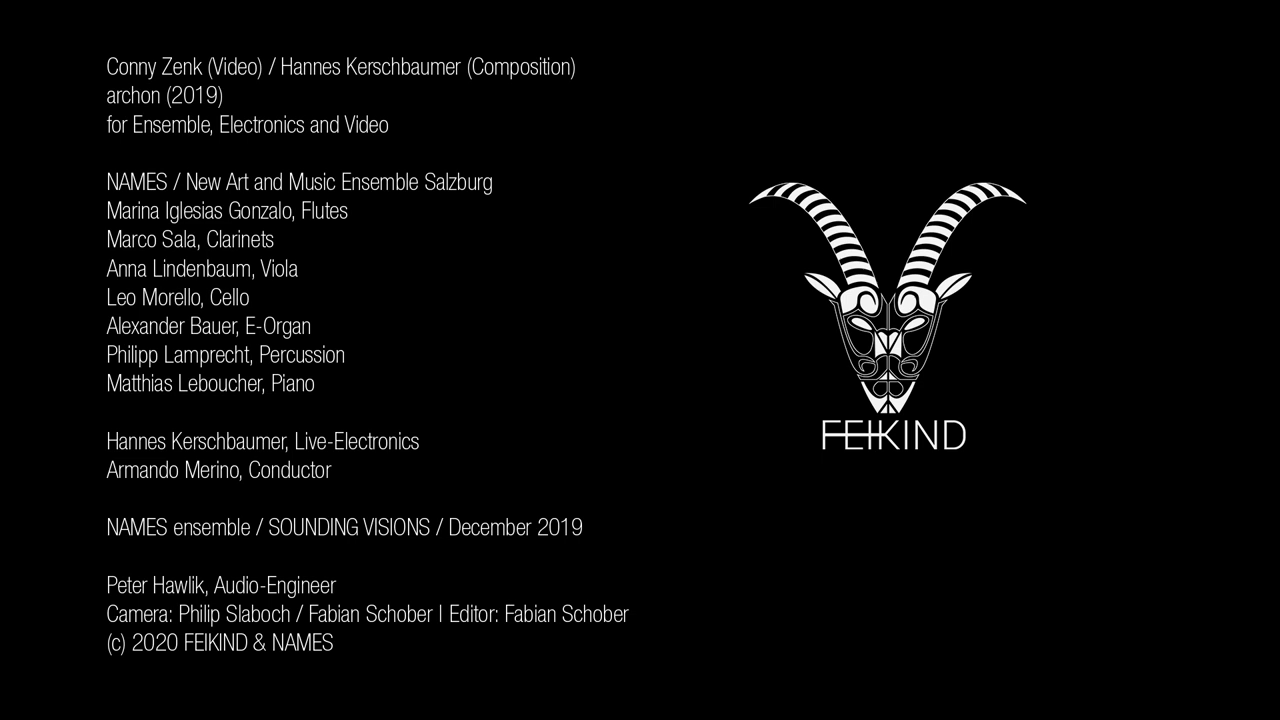 Conny Zenk (Video) / Hannes Kerschbaumer (Composition)
archon (2019)
for Ensemble, Electronics and Video
NAMES / New Art and Music Ensemble Salzburg
Marina Iglesias Gonzalo, Flutes
Marco Sala, Clarinets
Anna Lindenbaum, Viola
Leo Morello, Cello
Alexander Bauer, E-Organ
Philipp Lamprecht, Percussion
Matthias Leboucher, Piano
Hannes Kerschbaumer, Live-Electronics
Armando Merino, Conductor
NAMES ensemble / SOUNDING VISIONS / December 2019
Peter Hawlik, Audio-Engineer
Camera: Philip Slaboch / Fabian Schober | Editor: Fabian Schober
(c) 2020 FEIKIND & NAMES
FEIKIND